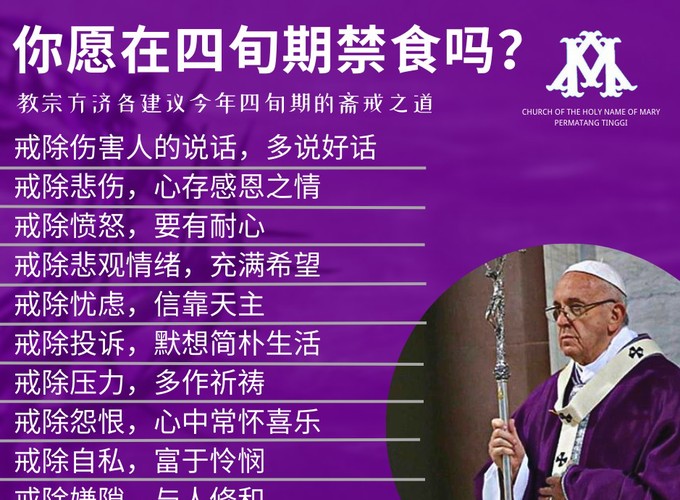 你愿在四旬期禁食吗？
教宗方济各建议今年四旬期的斋戒之道
CHURCH OF THE HOLY NAME OF MARY
PERMATANG TINGGI
戒除伤害人的说话，多说好话
戒除悲伤，心存感恩之情
戒除愤怒，要有耐心
戒除悲观情绪，充满希望
戒除忧虑，信靠天主
戒除投诉，默想简朴生活
戒除压力，多作祈祷
戒除怨恨，心中常怀喜乐
戒除自私，富于怜悯
戒除嫌隙，与人修和